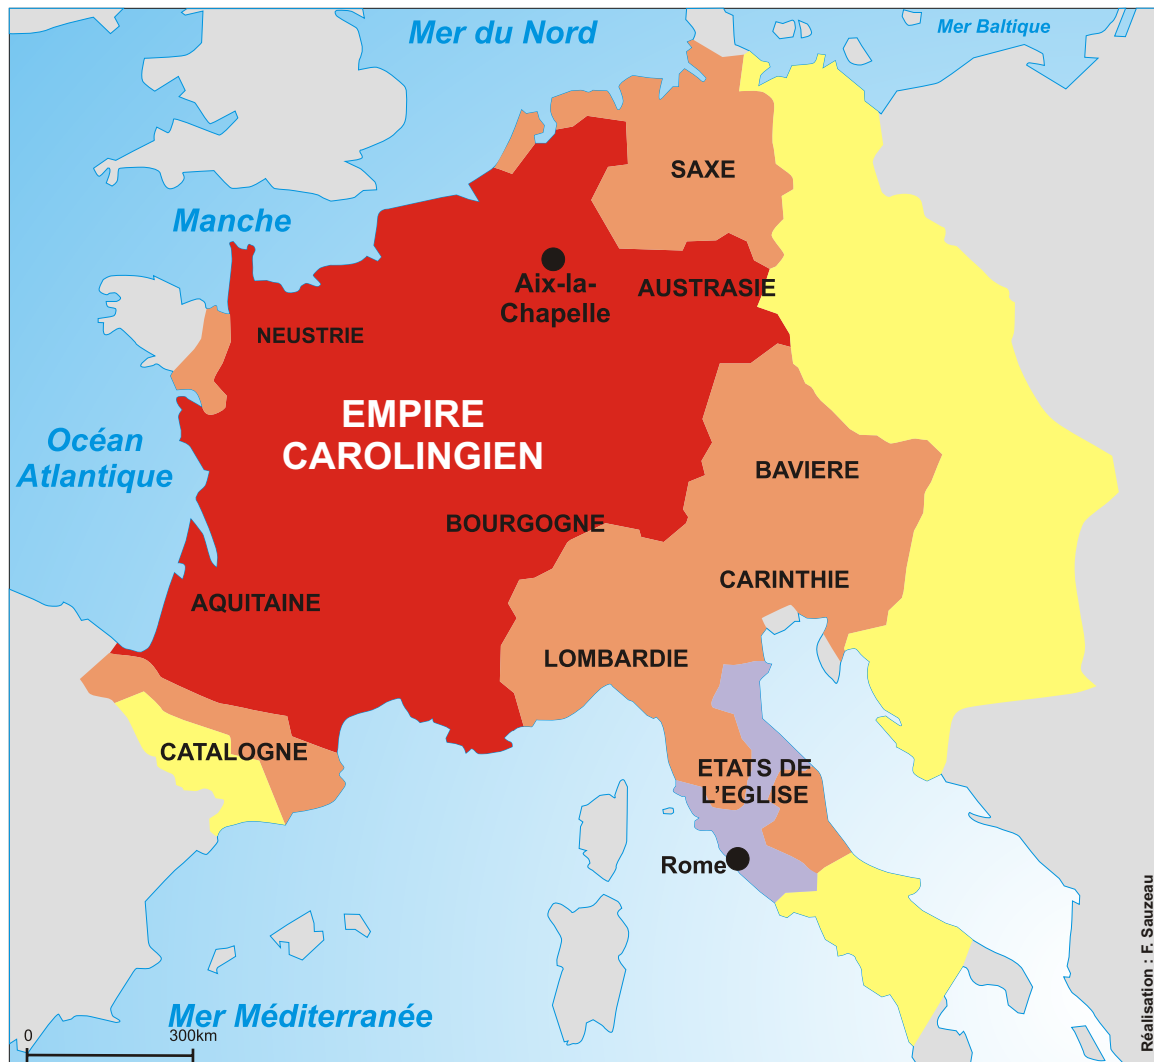 Mer du Nord
Mer Baltique
SAXE
Manche
Aix-la-
Chapelle
AUSTRASIE
NEUSTRIE
EMPIRE
CAROLINGIEN
Océan
Atlantique
BAVIERE
BOURGOGNE
CARINTHIE
AQUITAINE
LOMBARDIE
CATALOGNE
ETATS DE
L'EGLISE
Rome
Mer Méditerranée
0 300km
Réalisation : F. Sauzeau